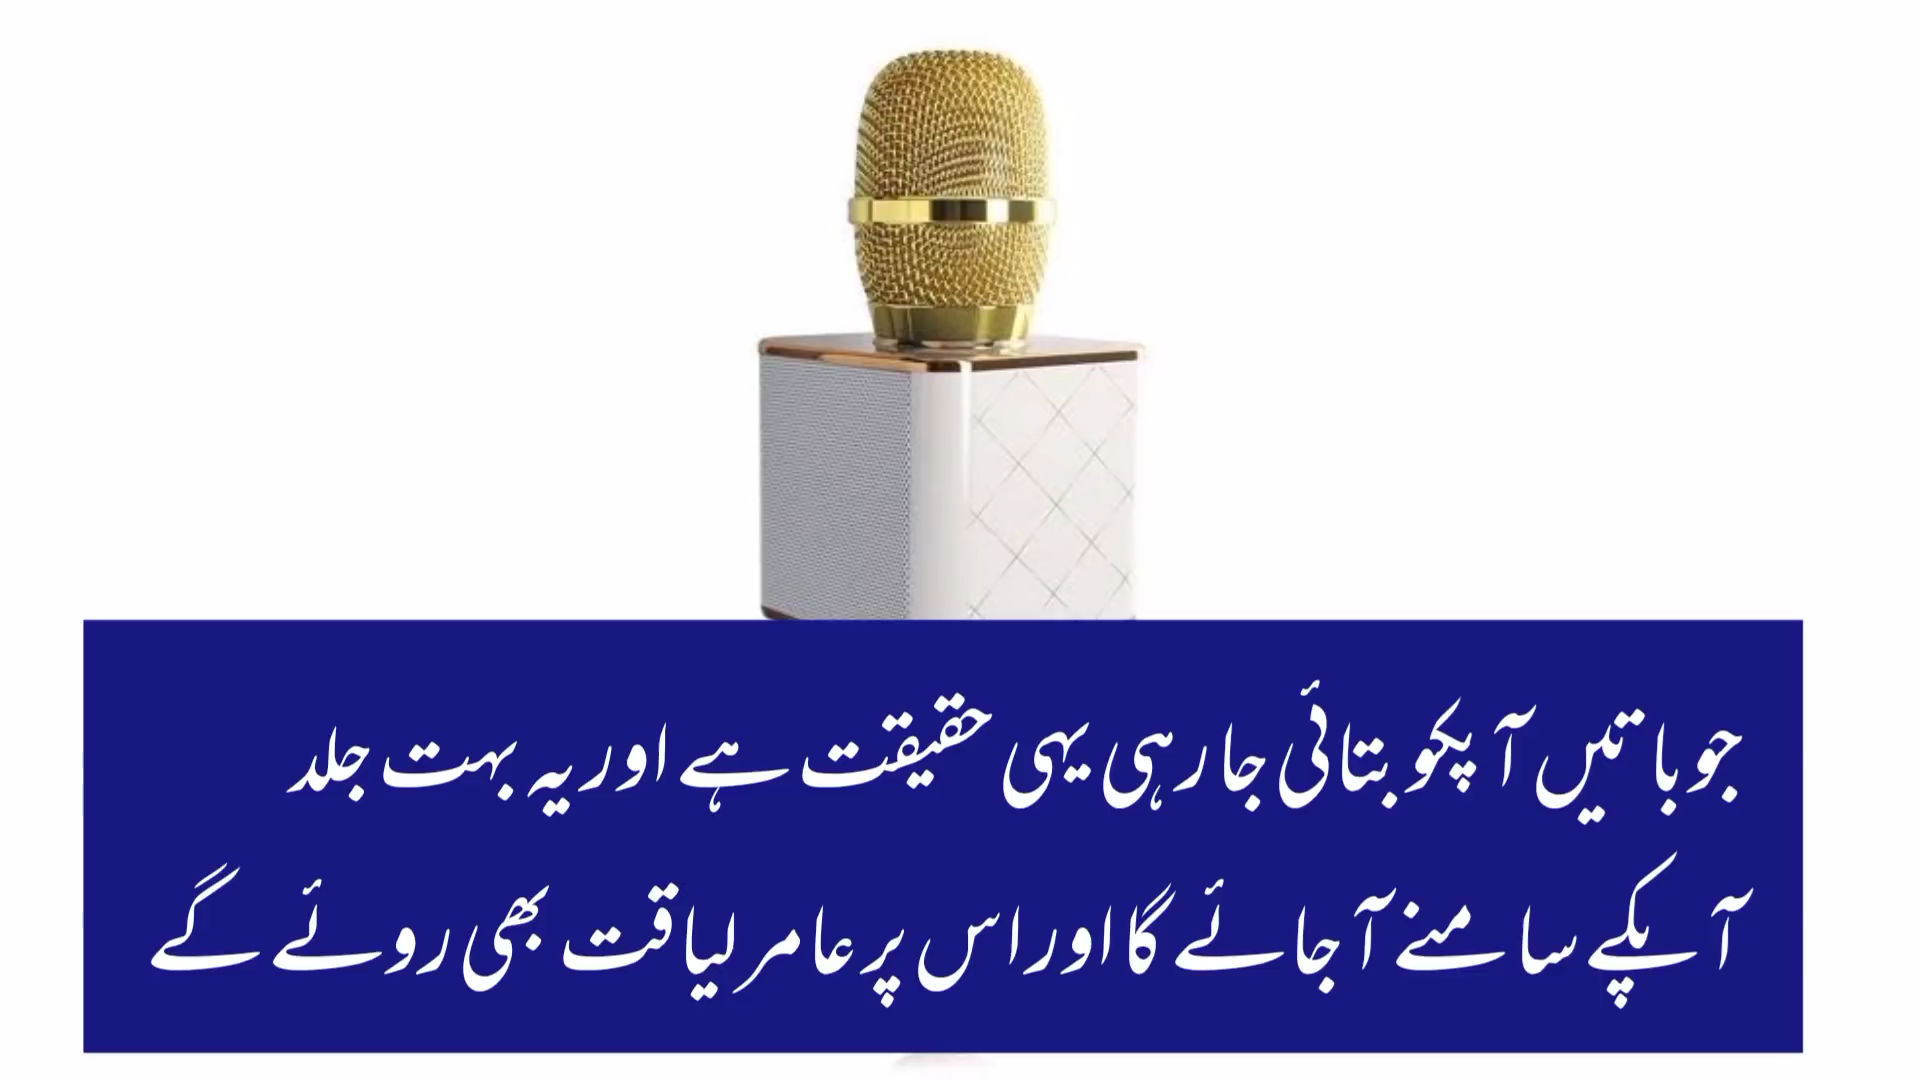 جو باتیں آپکو بتائی جا رہی یہی حقیقت ہے اور یہ بہت جلد
آپکے سامنے آ جائے گا اور اس پر عامر لیاقت بھی روئے گے